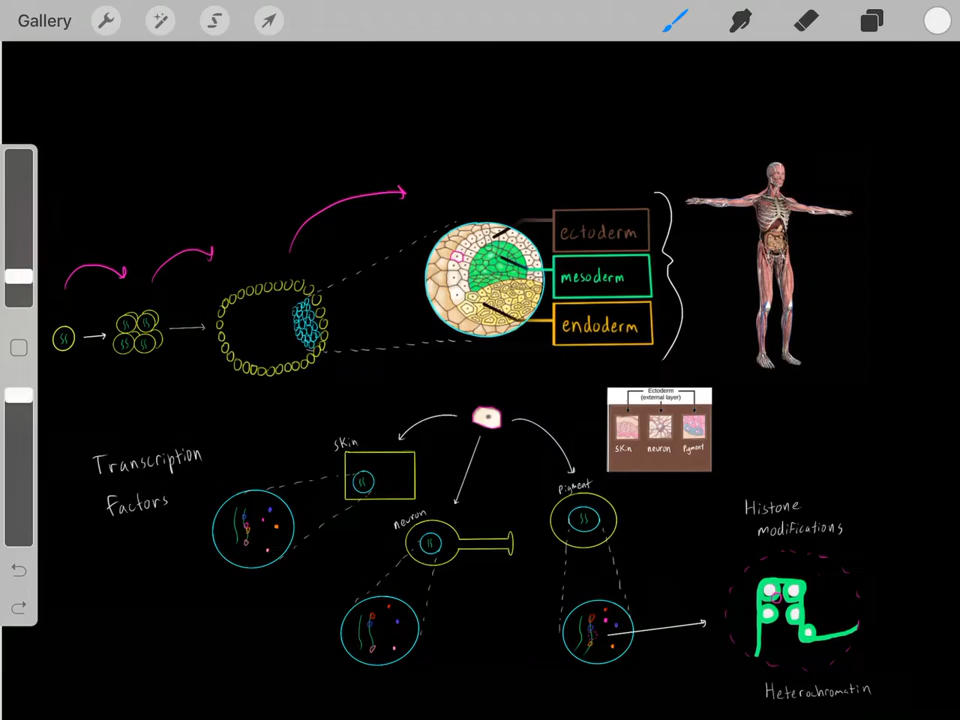 Gallery
ectoderm
mesoderm
endoderm
Ectoderm
(external layer)
skin
neuron
Pigment
Transcription
Factors
skin
neuron
pigment
Histone
modifications
Heterochromatin